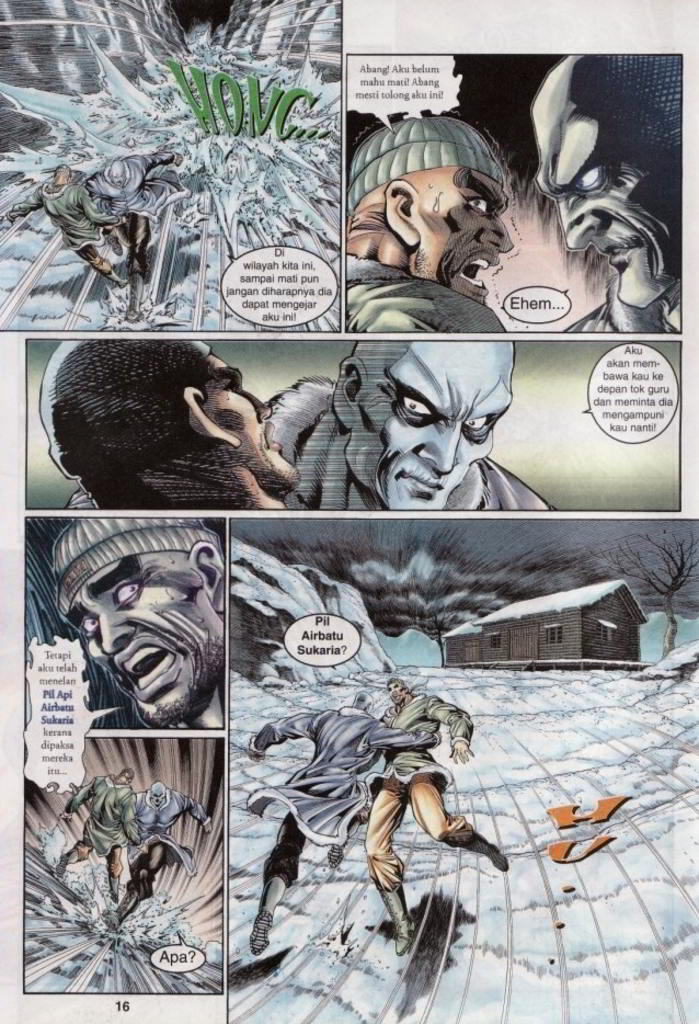 HONG....
Di
wilayah kita ini,
sampai mati pun
jangan diharapnya dia
dapat mengejar
aku ini!
Abang! Aku belum
mahu mati! Abang
mesti tolong aku ini!
Ehem...
Aku
akan mem-
bawa kau ke
depan tok guru
dan meminta dia
mengampuni
kau nanti!
Tetapi
aku telah
menelan
Pil Api
Airbatu
Sukaria
kerana
dipaksa
mereka
itu...
Apa?
Pil
Airbatu
Sukaria?
HU..
16